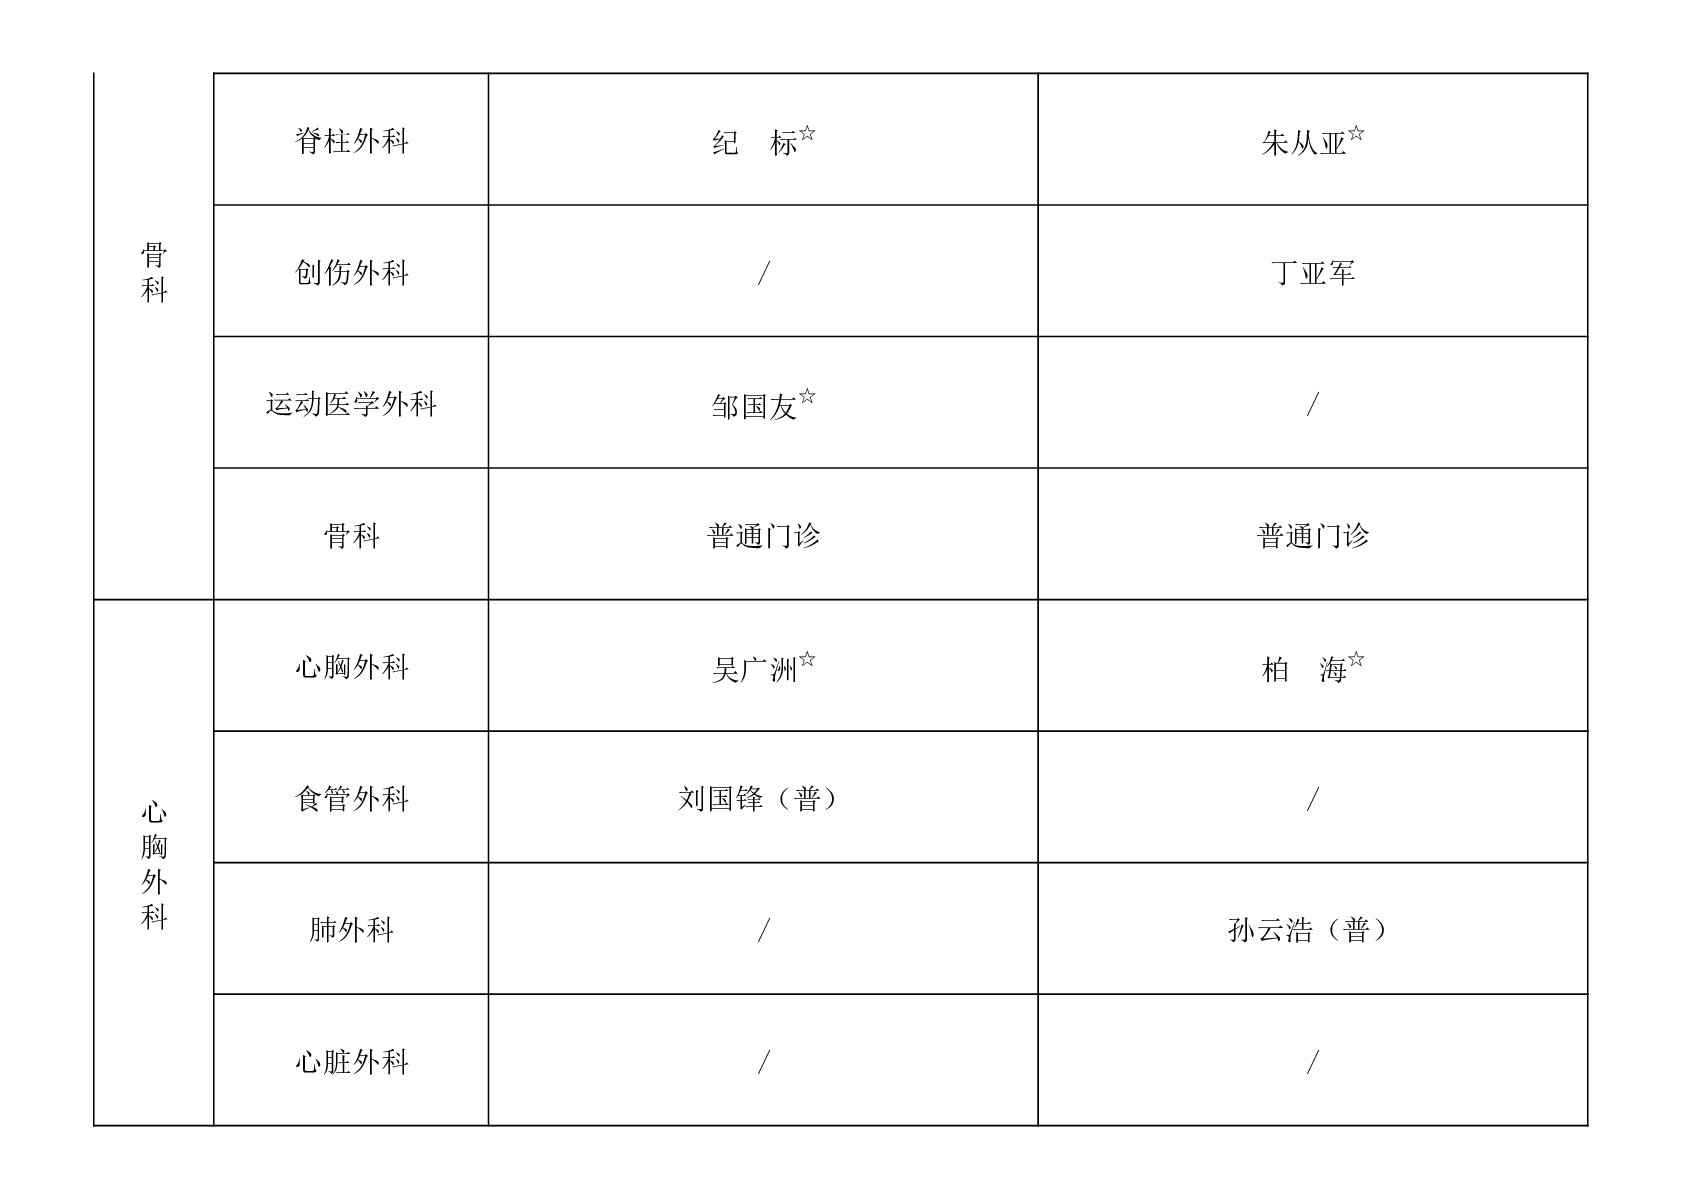 骨科
脊柱外科 纪　标☆ 朱从亚☆
创伤外科 / 丁亚军
运动医学外科 邹国友☆ /
骨科 普通门诊 普通门诊
心胸外科
心胸外科 吴广洲☆ 柏　海☆
食管外科 刘国锋（普） /
肺外科 / 孙云浩（普）
心脏外科 / /